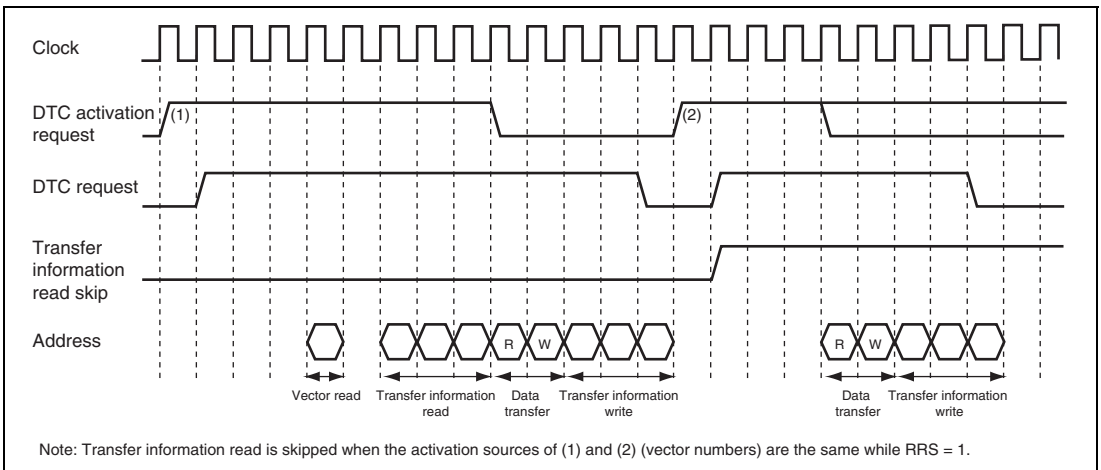 Clock
DTC activation
request
(1)
(2)
DTC request
Transfer
information
read skip
Address
R
W
R
W
Vector read
Transfer information
read
Data
transfer
Transfer information
write
Data
transfer
Transfer information
write
Note: Transfer information read is skipped when the activation sources of (1) and (2) (vector numbers) are the same while RRS = 1.